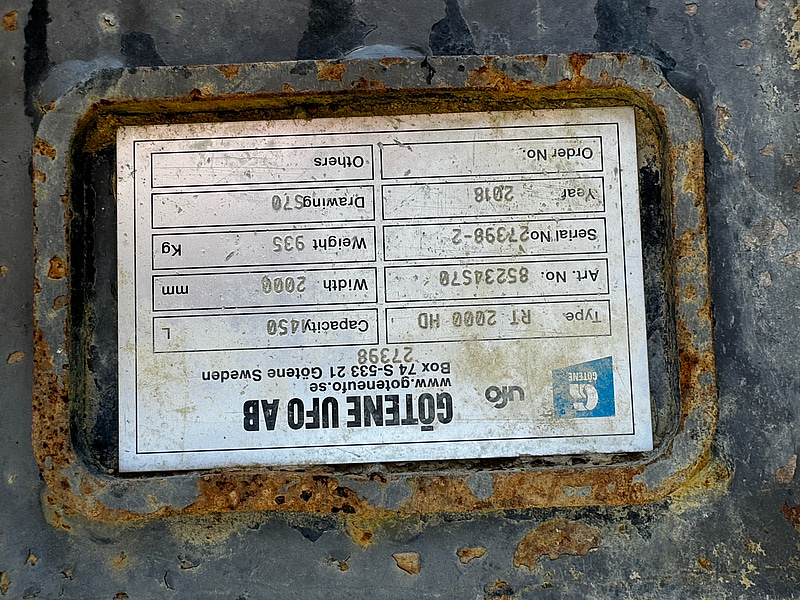 GÖTENE
ufo
GÖTENE UFO AB
www.goteneufo.se
Box 74 S-533 21 Götene Sweden
27398
Type. RT 2000 HD Capacity 1450 L
Art. No. 85234570 Width 2000 mm
Serial No 27398-2 Weight 935 Kg
Year 2018 Drawing 570
Order No. Others